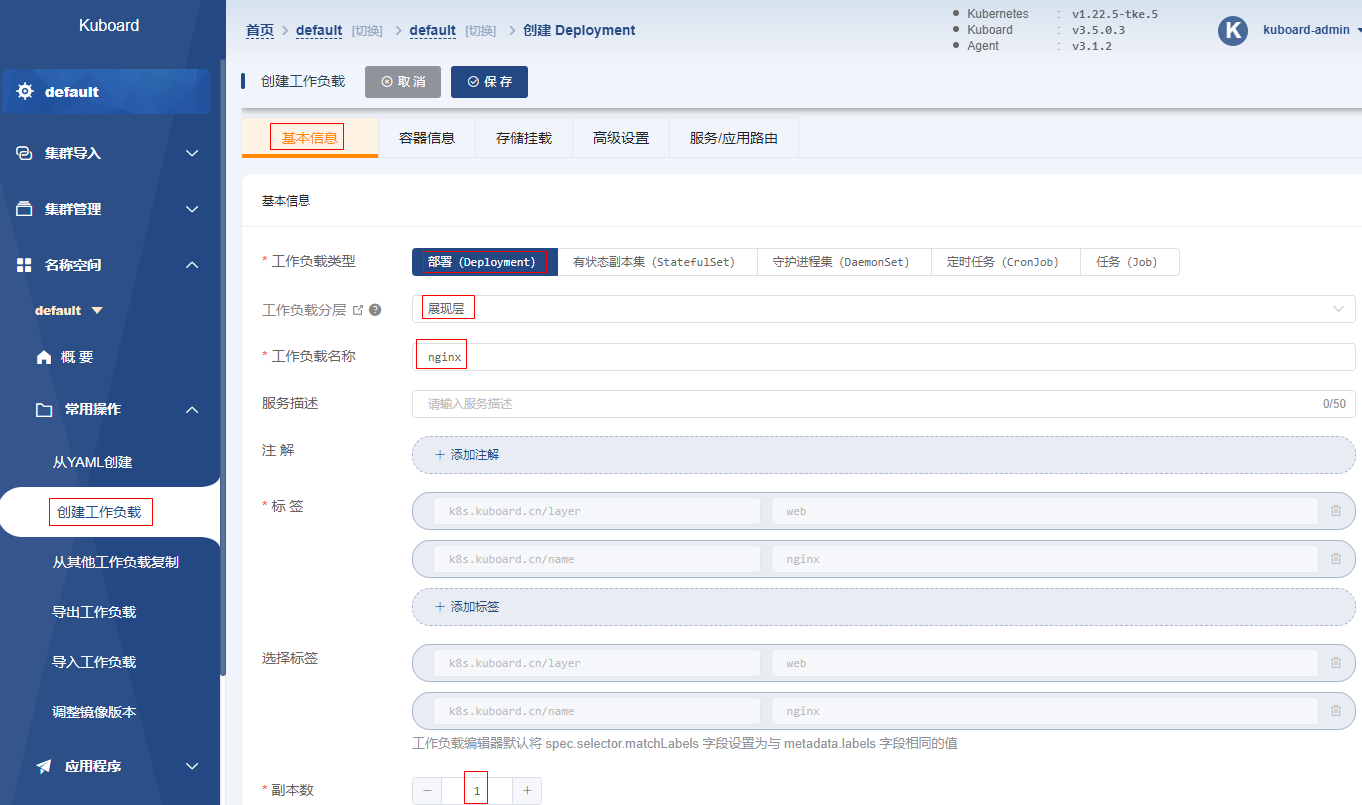 Kuboard
default
集群导入
集群管理
名称空间
default
概 要
常用操作
从YAML创建
创建工作负载
从其他工作负载复制
导出工作负载
导入工作负载
调整镜像版本
应用程序
首页 > default [切换] > default [切换] > 创建 Deployment
Kubernetes : v1.22.5-tke.5
Kuboard : v3.5.0.3
Agent : v3.1.2
K kuboard-admin
创建工作负载 取 消 保 存
基本信息 容器信息 存储挂载 高级设置 服务/应用路由
基本信息
* 工作负载类型 部署 (Deployment) 有状态副本集 (StatefulSet) 守护进程集 (DaemonSet) 定时任务 (CronJob) 任务 (Job)
工作负载分层 ? 展现层
* 工作负载名称 nginx
服务描述 请输入服务描述 0/50
注 解 + 添加注解
* 标 签 k8s.kuboard.cn/layer web
k8s.kuboard.cn/name nginx
+ 添加标签
选择标签 k8s.kuboard.cn/layer web
k8s.kuboard.cn/name nginx
工作负载编辑器默认将 spec.selector.matchLabels 字段设置为与 metadata.labels 字段相同的值
* 副本数 − 1 +